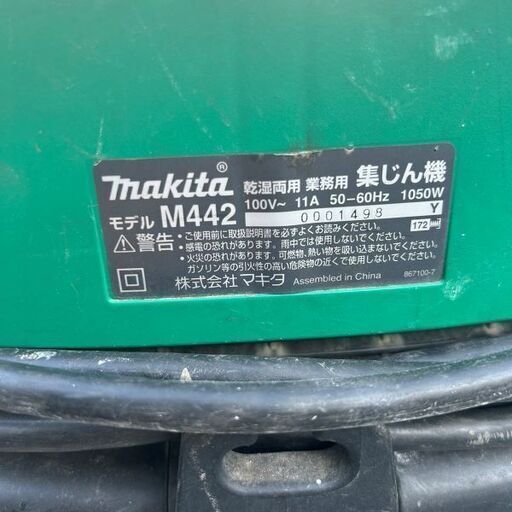 makita® 乾湿両用 業務用 集じん機
モデル M442 100V～ 11A 50-60Hz 1050W
0001498 Y
⚠警告 ・ご使用前に取扱説明書を必ずよくお読みください。 172
・感電の恐れがあります。雨中では使用しないでください。
・火災の恐れがあります。可燃物、熱い物を吸い込まないでください。
ガソリン等の引火性の高い危険物の近くで使用しないでください。
株式会社マキタ Assembled in China 867100-7